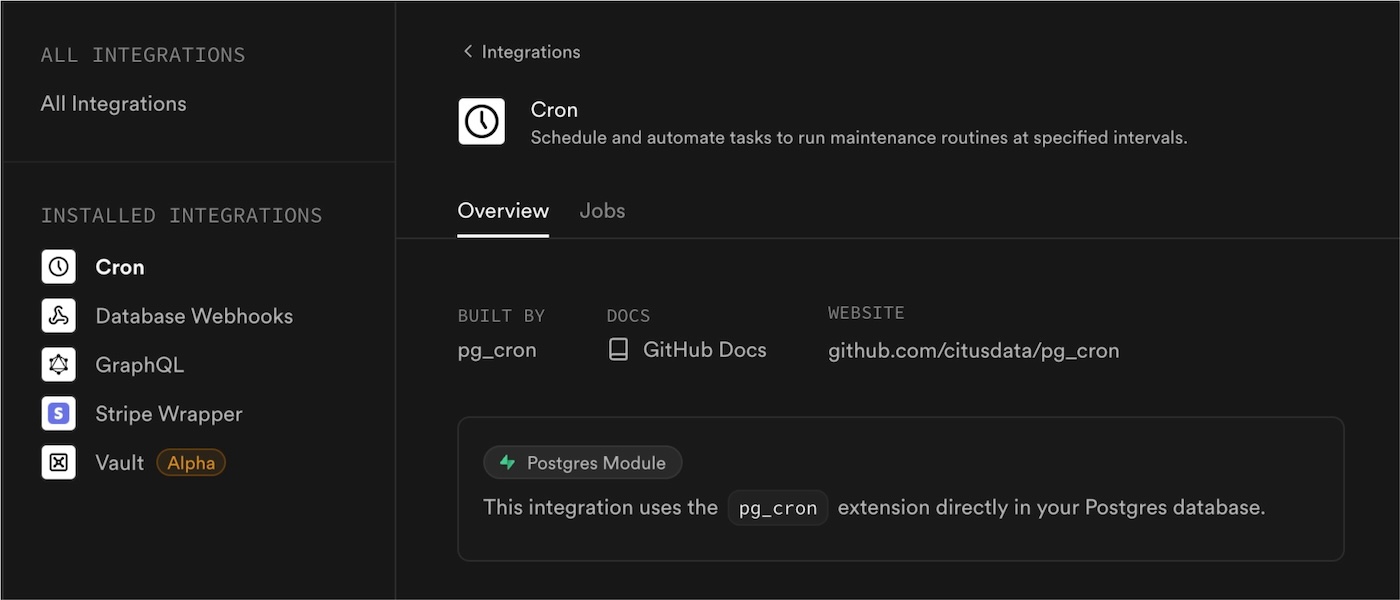 ALL INTEGRATIONS
All Integrations
INSTALLED INTEGRATIONS
Cron
Database Webhooks
GraphQL
S Stripe Wrapper
Vault Alpha
Integrations
Cron
Schedule and automate tasks to run maintenance routines at specified intervals.
Overview Jobs
BUILT BY DOCS WEBSITE
pg_cron GitHub Docs github.com/citusdata/pg_cron
Postgres Module
This integration uses the pg_cron extension directly in your Postgres database.